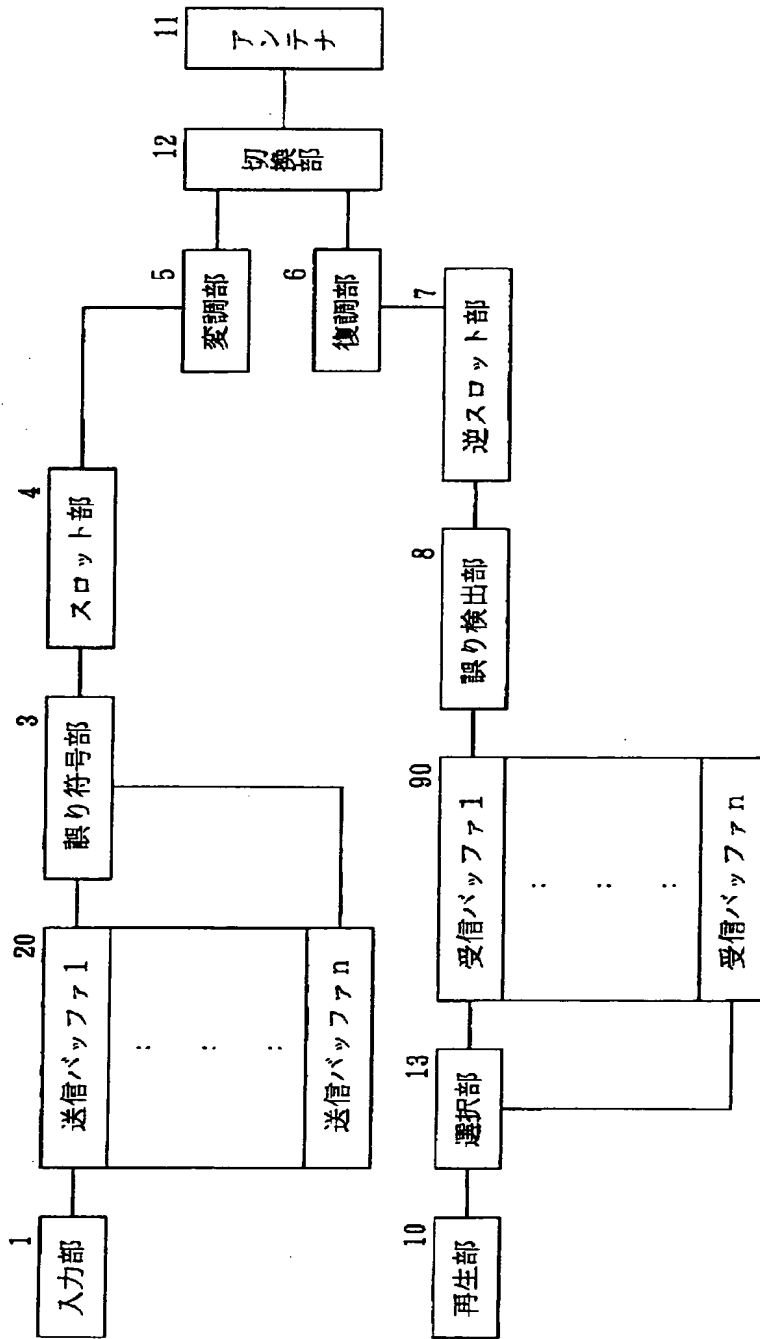 1
入力部
20
送信バッファ1
:
:
:
送信バッファn
3
誤り符号部
4
スロット部
5
変調部
12
切換部
11
アンテナ
6
復調部
7
逆スロット部
8
誤り検出部
90
受信バッファ1
:
:
:
受信バッファn
13
選択部
10
再生部